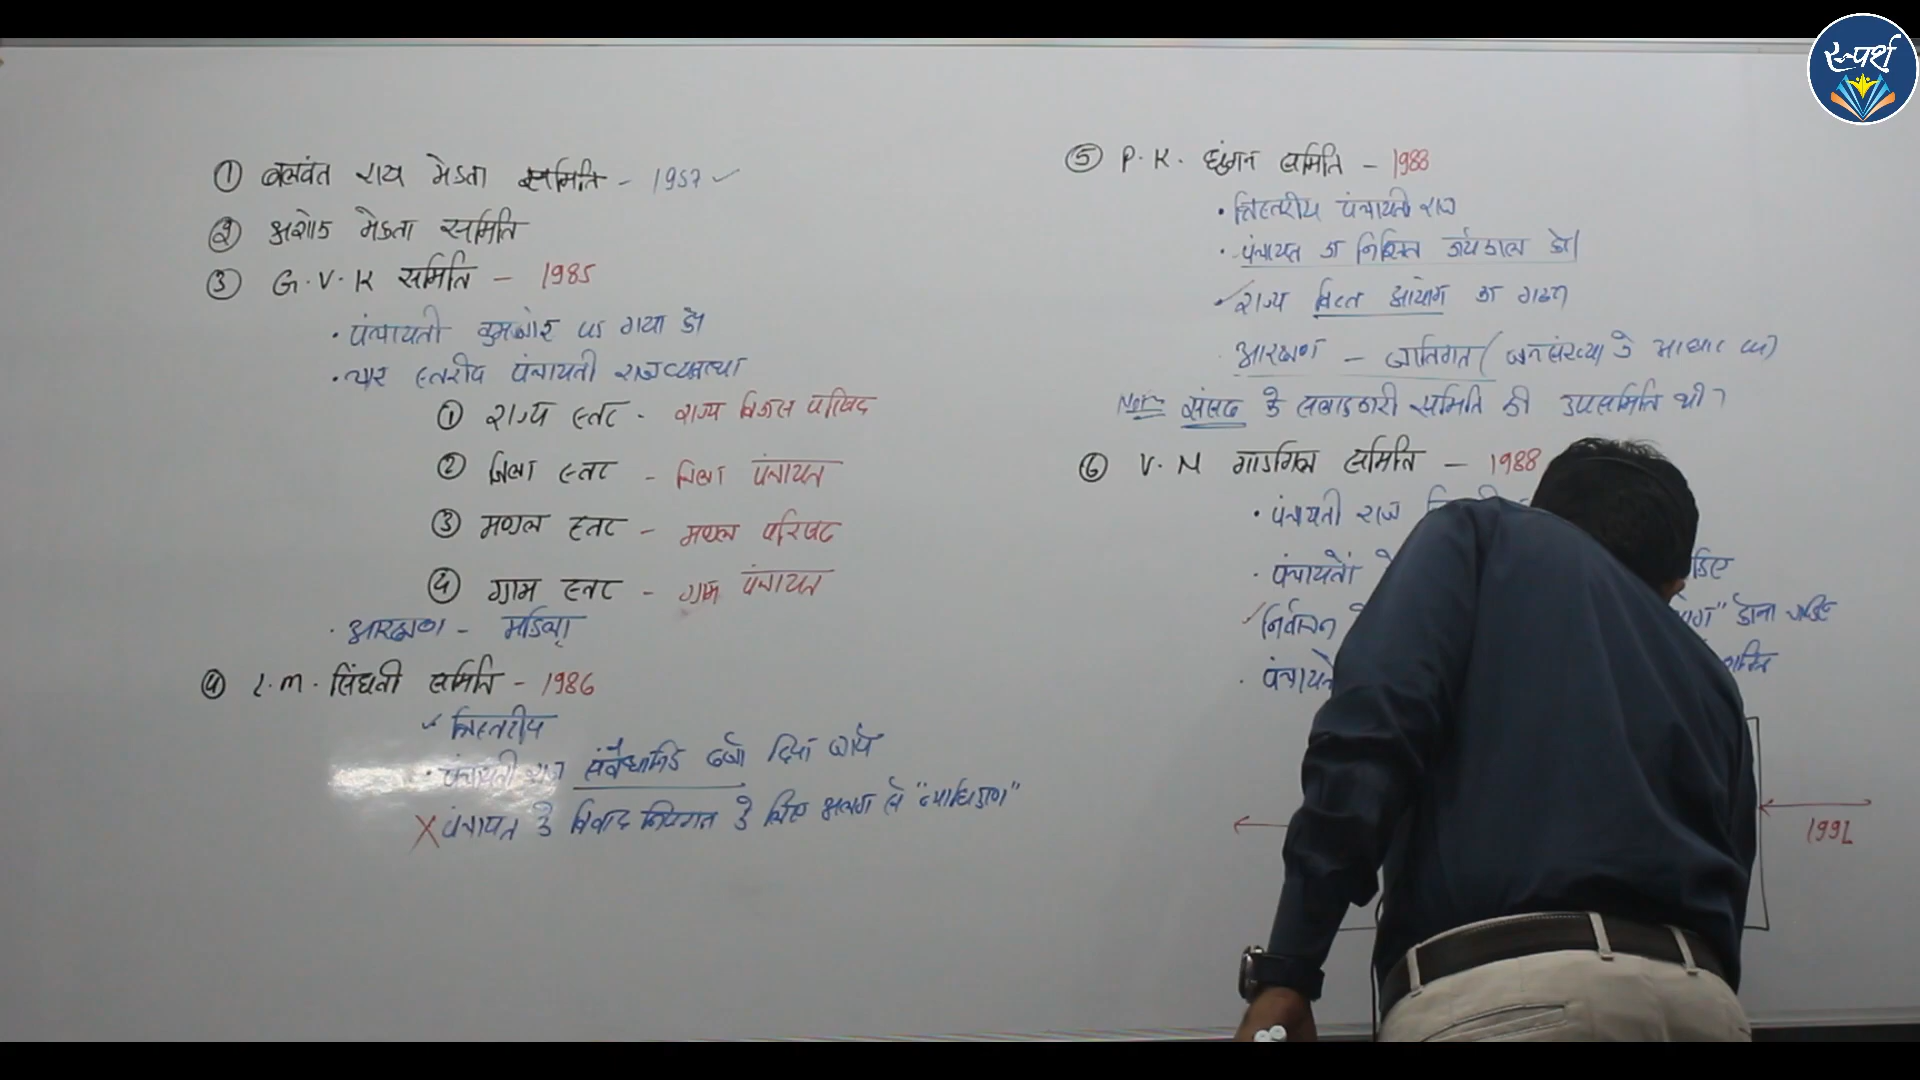 ① बलवंत राय मेहता समिति - 1957 ✓
② अशोक मेहता समिति
③ G.V.K समिति - 1985
• पंचायती कमजोर पड़ गया है
• चार स्तरीय पंचायती राजव्यवस्था
① राज्य स्तर - राज्य विकास परिषद
② जिला स्तर - जिला पंचायत
③ मण्डल स्तर - मण्डल परिषद
④ ग्राम स्तर - ग्राम पंचायत
• आरक्षण - महिला
④ L.M. सिंघवी समिति - 1986
✓ त्रिस्तरीय
• पंचायती राज संवैधानिक दर्जा दिया जाये
X पंचायत के विवाद के लिए अलग से "न्यायाधिकरण"
⑤ P.K. थुंगन समिति - 1988
• त्रिस्तरीय पंचायती राज
• पंचायत का निश्चित कार्यकाल हो।
✓ राज्य वित्त आयोग का गठन
• आरक्षण - जातिगत (जनसंख्या के आधार पर)
Note संसद के सलाहकारी समिति की उपसमिति थी।
⑥ V.N गाडगिल समिति - 1988
• पंचायती राज
• पंचायतों
✓ निर्वाचन होना चाहिए
• पंचायतो
1992
स्पर्श